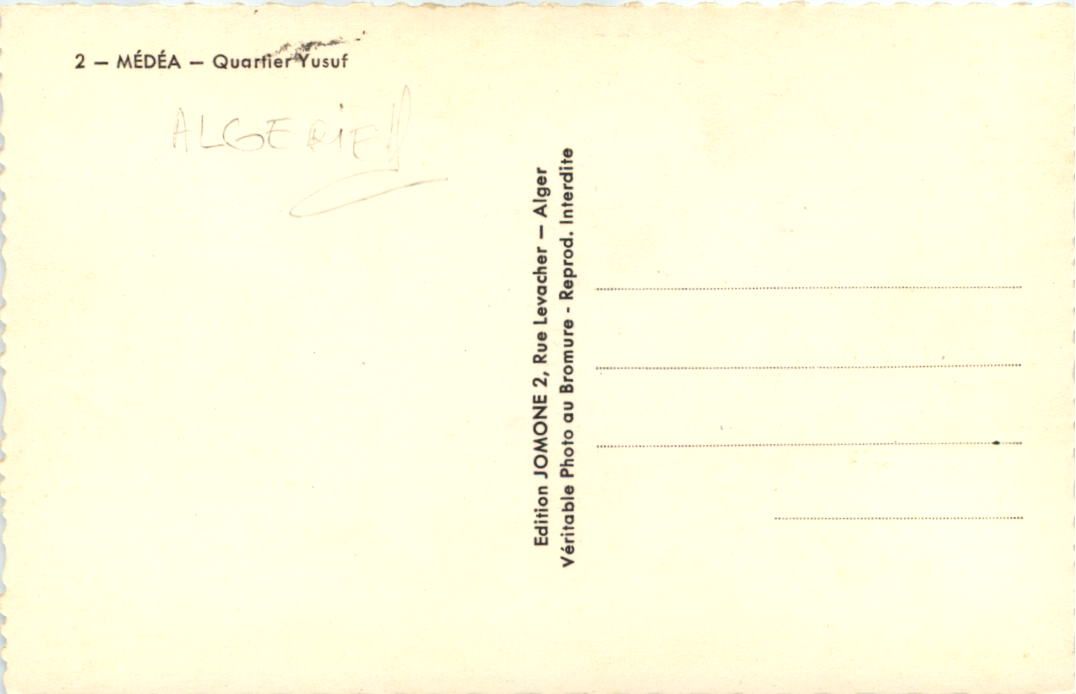 2 — MÉDÉA — Quartier Yusuf
ALGERIE
Edition JOMONE 2, Rue Levacher — Alger
Véritable Photo au Bromure - Reprod. Interdite